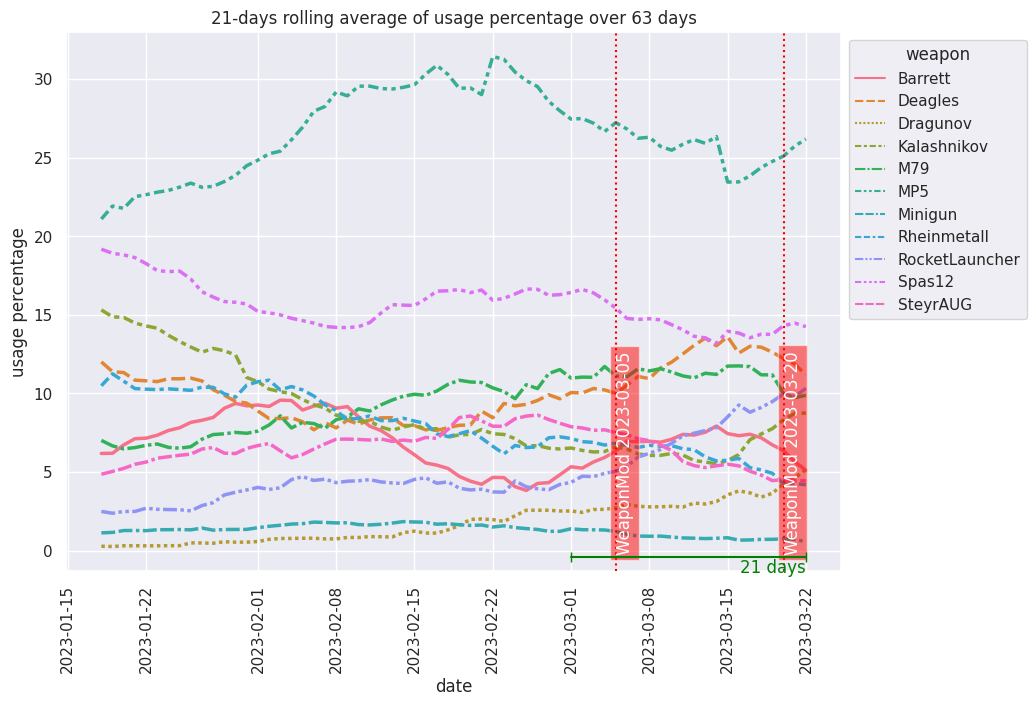 21-days rolling average of usage percentage over 63 days
usage percentage
30
25
20
15
10
5
0
WeaponMod 2023-03-05
WeaponMod 2023-03-20
21 days
2023-01-15
2023-01-22
2023-02-01
2023-02-08
2023-02-15
2023-02-22
2023-03-01
2023-03-08
2023-03-15
2023-03-22
date
weapon
Barrett
Deagles
Dragunov
Kalashnikov
M79
MP5
Minigun
Rheinmetall
RocketLauncher
Spas12
SteyrAUG